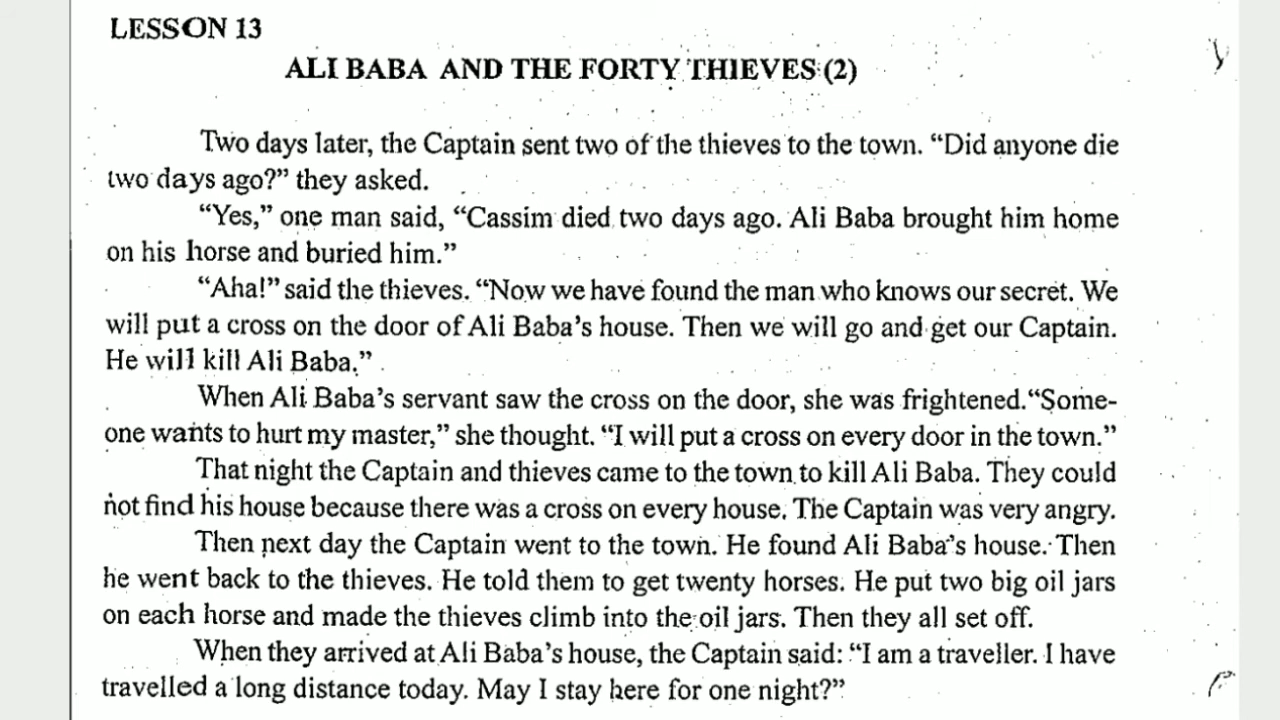 LESSON 13
ALI BABA AND THE FORTY THIEVES (2)
Two days later, the Captain sent two of the thieves to the town. “Did anyone die
two days ago?” they asked.
“Yes,” one man said, “Cassim died two days ago. Ali Baba brought him home
on his horse and buried him.”
“Aha!” said the thieves. “Now we have found the man who knows our secret. We
will put a cross on the door of Ali Baba’s house. Then we will go and get our Captain.
He will kill Ali Baba.”
When Ali Baba’s servant saw the cross on the door, she was frightened.“Some-
one wants to hurt my master,” she thought. “I will put a cross on every door in the town.”
That night the Captain and thieves came to the town to kill Ali Baba. They could
not find his house because there was a cross on every house. The Captain was very angry.
Then next day the Captain went to the town. He found Ali Baba’s house. Then
he went back to the thieves. He told them to get twenty horses. He put two big oil jars
on each horse and made the thieves climb into the oil jars. Then they all set off.
When they arrived at Ali Baba’s house, the Captain said: “I am a traveller. I have
travelled a long distance today. May I stay here for one night?”